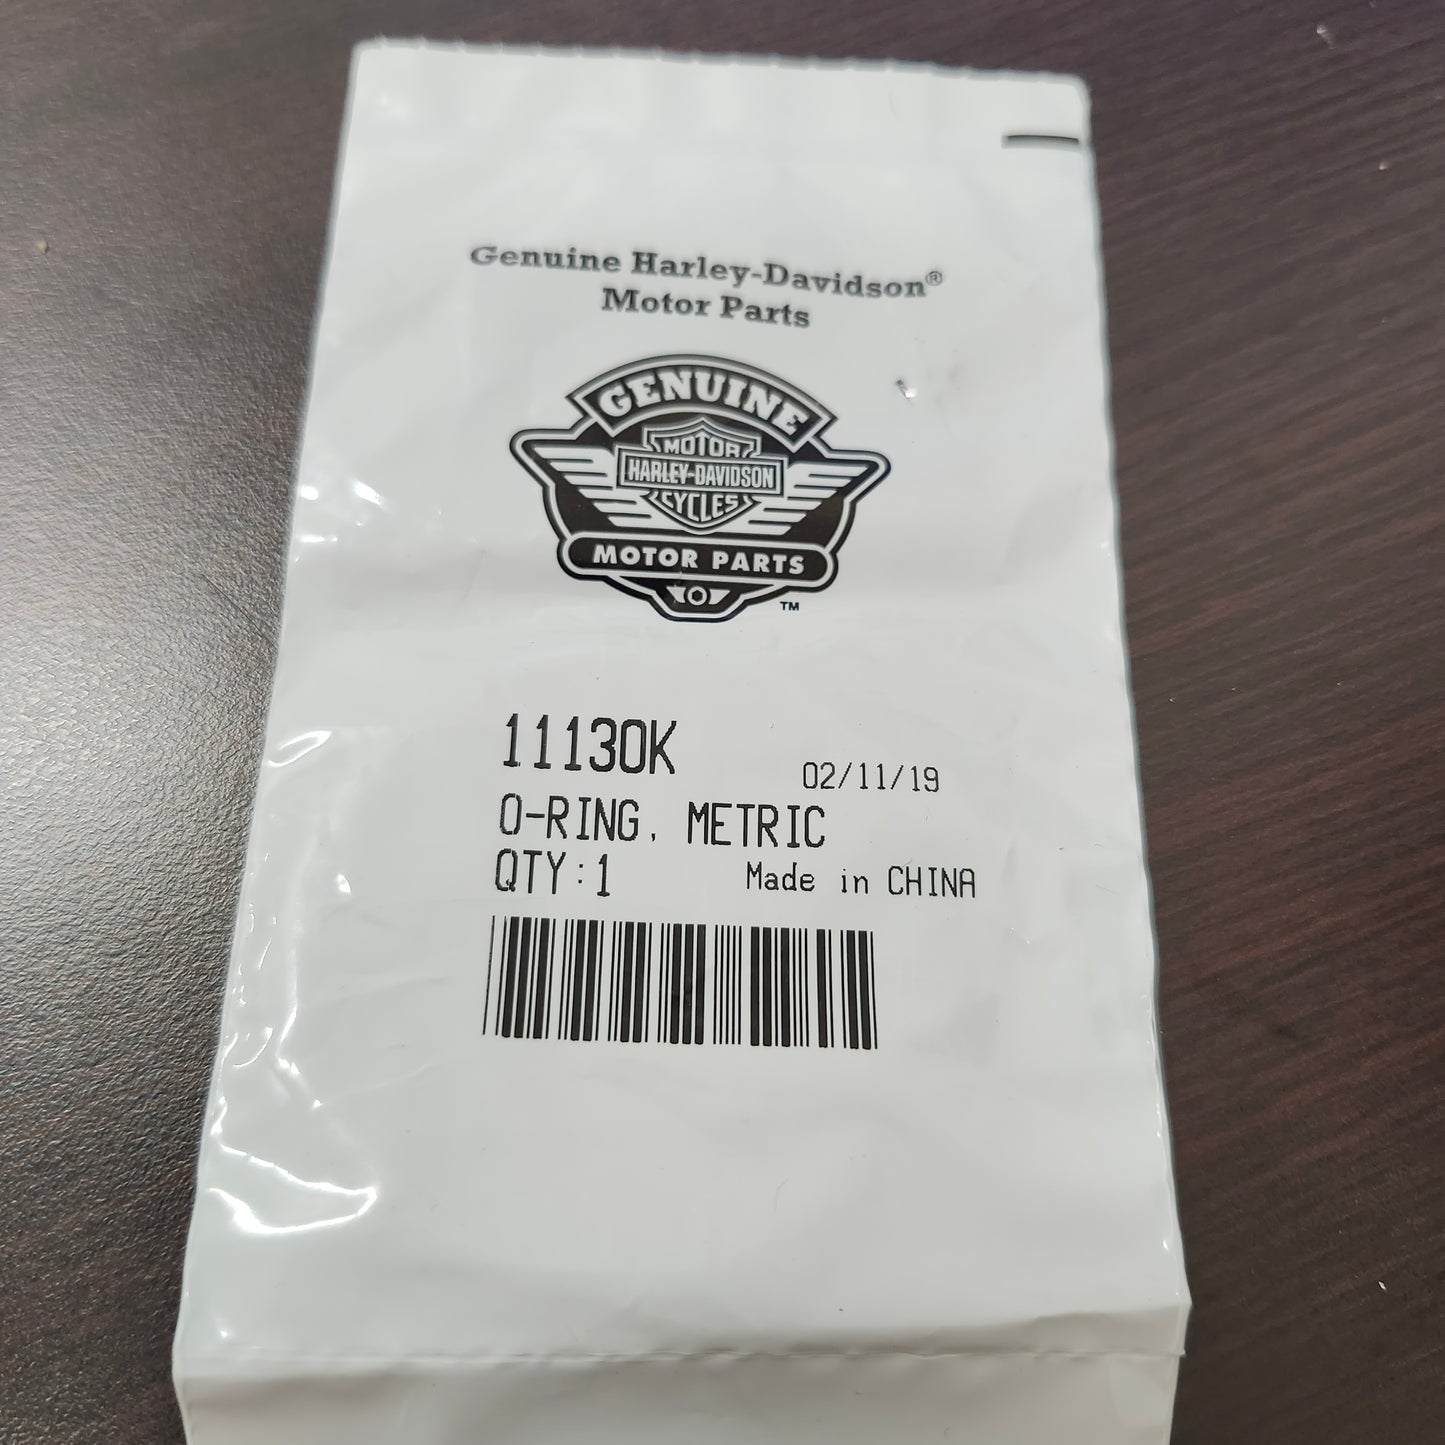 Genuine Harley-Davidson®
Motor Parts
GENUINE
MOTOR
HARLEY-DAVIDSON
CYCLES
MOTOR PARTS
TM
11130K
02/11/19
O-RING, METRIC
QTY:1
Made in CHINA